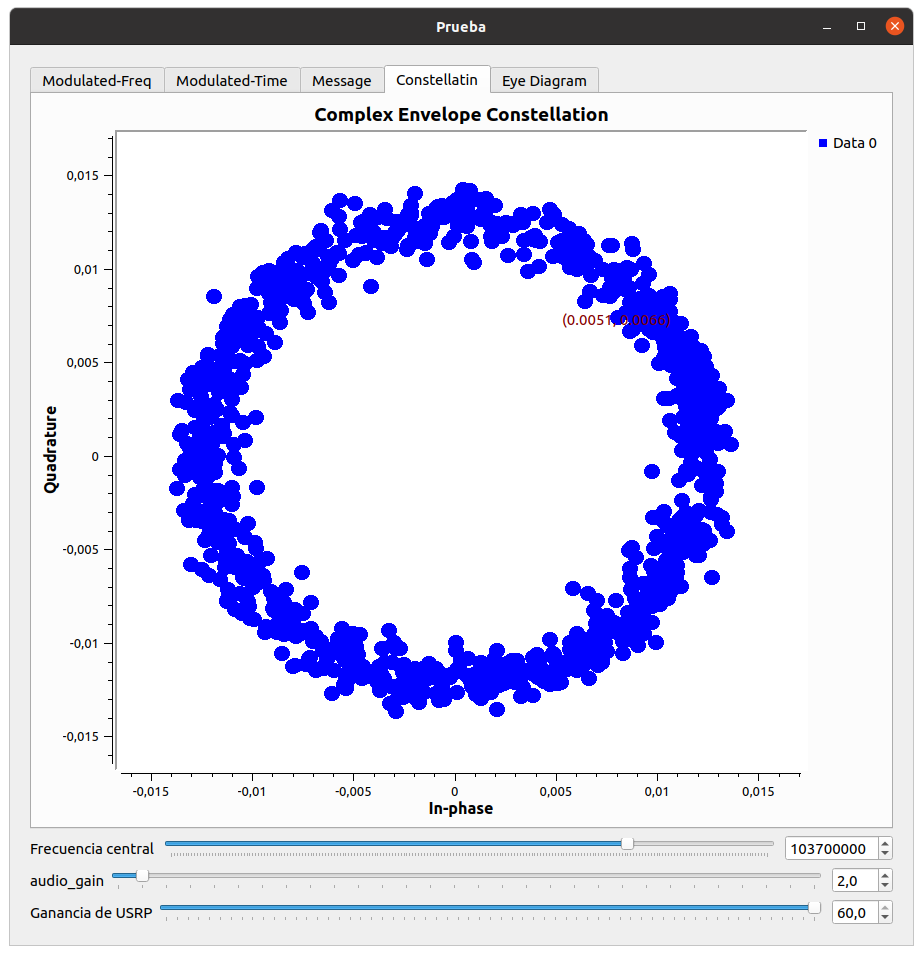 Prueba
Modulated-Freq Modulated-Time Message Constellatin Eye Diagram
Complex Envelope Constellation
Data 0
0,015
0,01
0,005
0
-0,005
-0,01
-0,015
Quadrature
(0.0051, 0.0066)
-0,015 -0,01 -0,005 0 0,005 0,01 0,015
In-phase
Frecuencia central 103700000
audio_gain 2,0
Ganancia de USRP 60,0